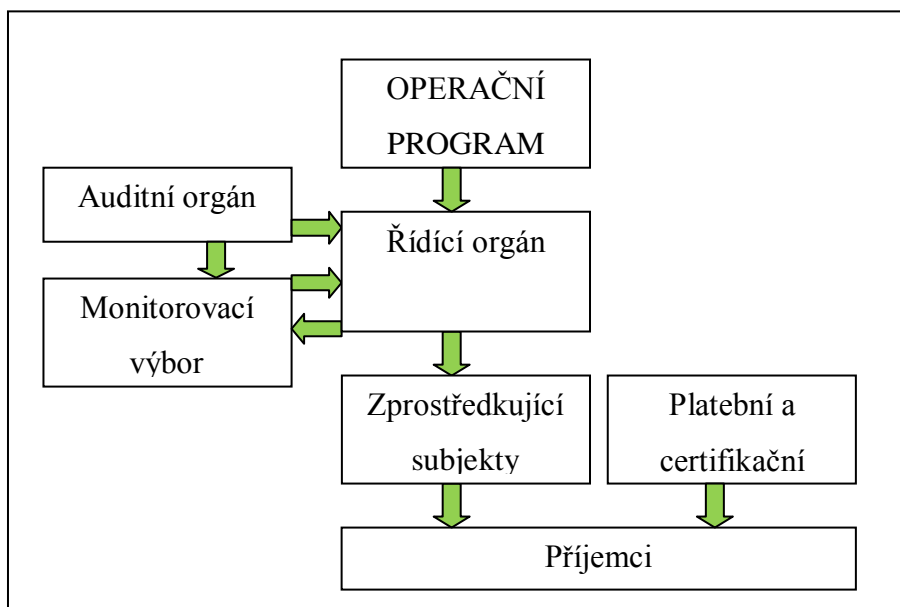 OPERAČNÍ
PROGRAM
Auditní orgán
Řídící orgán
Monitorovací
výbor
Zprostředkující
subjekty
Platební a
certifikační
Příjemci